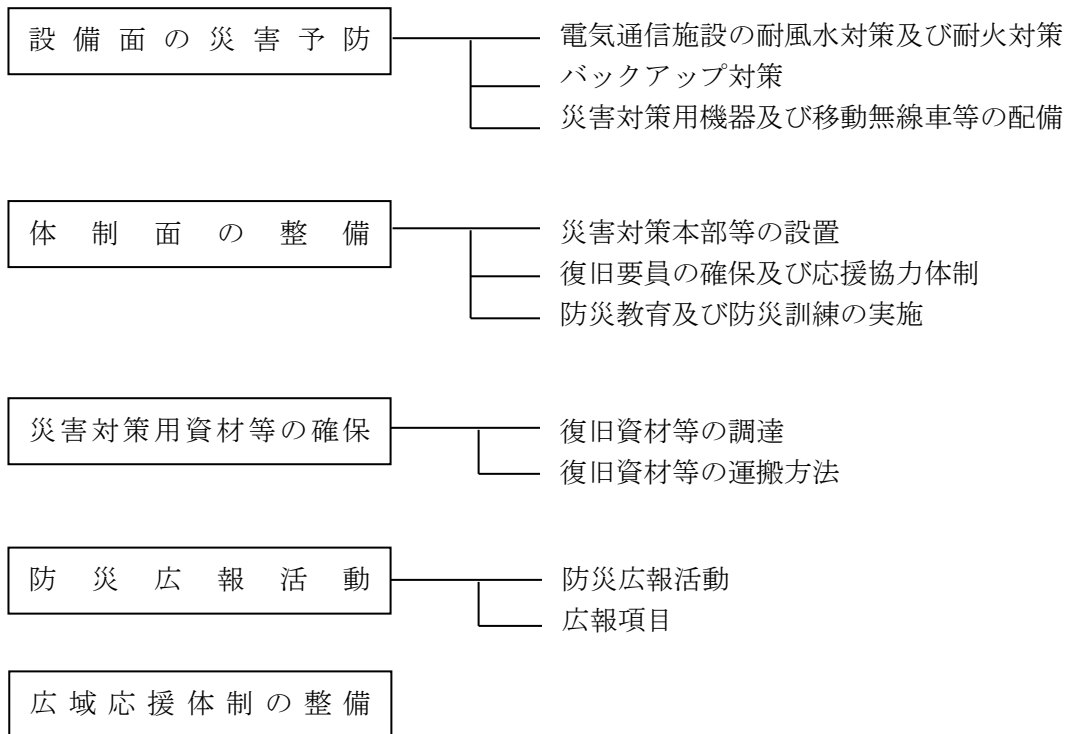 設備面の災害予防
電気通信施設の耐風水対策及び耐火対策
バックアップ対策
災害対策用機器及び移動無線車等の配備
体制面の整備
災害対策本部等の設置
復旧要員の確保及び応援協力体制
防災教育及び防災訓練の実施
災害対策用資材等の確保
復旧資材等の調達
復旧資材等の運搬方法
防災広報活動
防災広報活動
広報項目
広域応援体制の整備